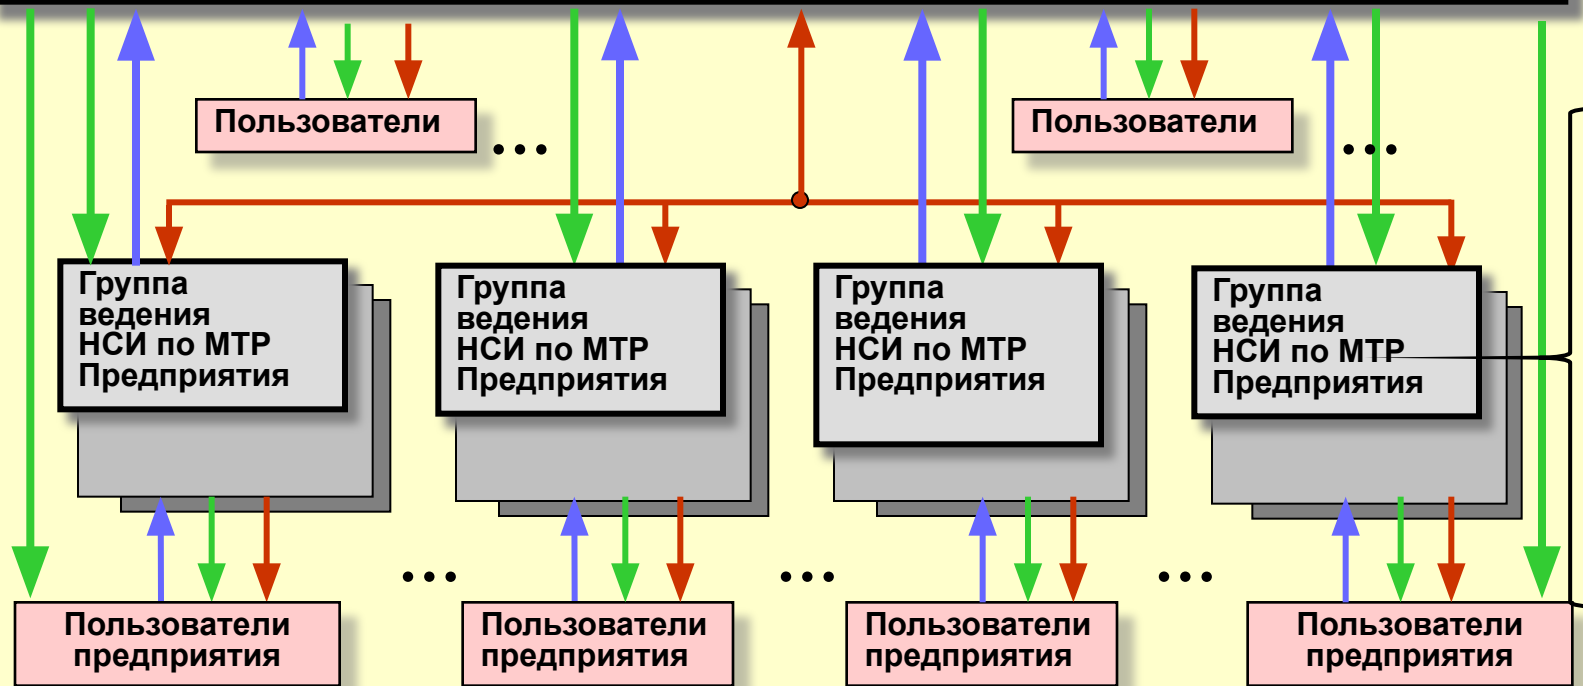 Пользователи
...
Пользователи
...
Группа
ведения
НСИ по МТР
Предприятия
Группа
ведения
НСИ по МТР
Предприятия
Группа
ведения
НСИ по МТР
Предприятия
Группа
ведения
НСИ по МТР
Предприятия
...
...
...
Пользователи
предприятия
Пользователи
предприятия
Пользователи
предприятия
Пользователи
предприятия